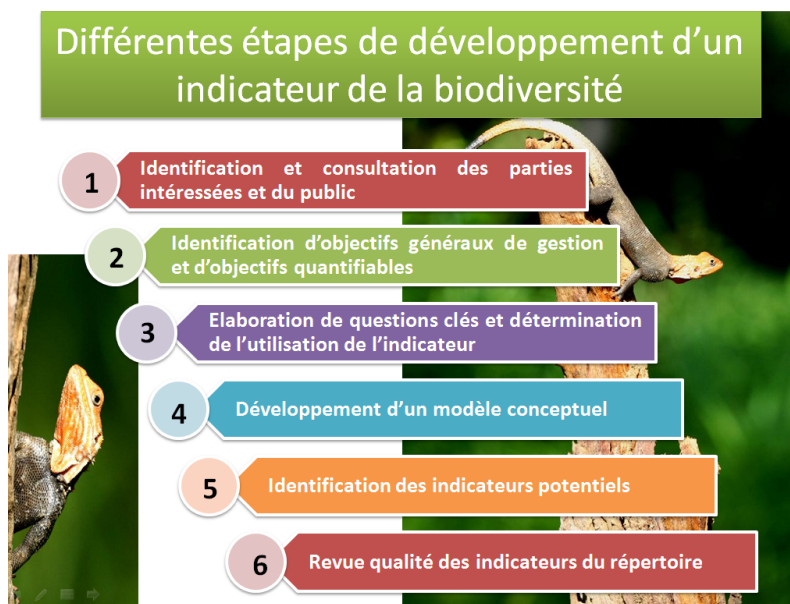 Différentes étapes de développement d'un
indicateur de la biodiversité
1
Identification et consultation des parties
intéressées et du public
2
Identification d'objectifs généraux de gestion
et d'objectifs quantifiables
3
Elaboration de questions clés et détermination
de l'utilisation de l'indicateur
4
Développement d'un modèle conceptuel
5
Identification des indicateurs potentiels
6
Revue qualité des indicateurs du répertoire